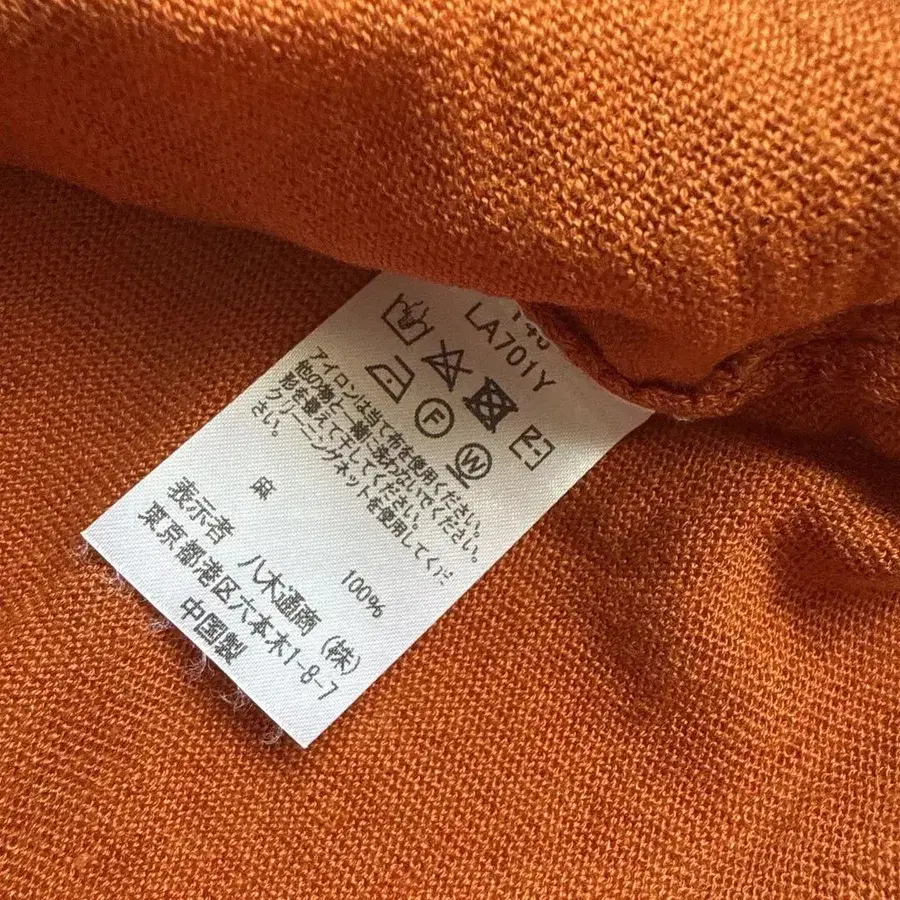 LA701Y
F
W
アイロンは当て布を使用ください。
他の物と一緒に洗わないでください。
形を整えて干してください。
クリーニングネットを使用してくだ
さい。
麻 100%
表示者 八木通商(株)
東京都港区六本木1-8-7
中国製